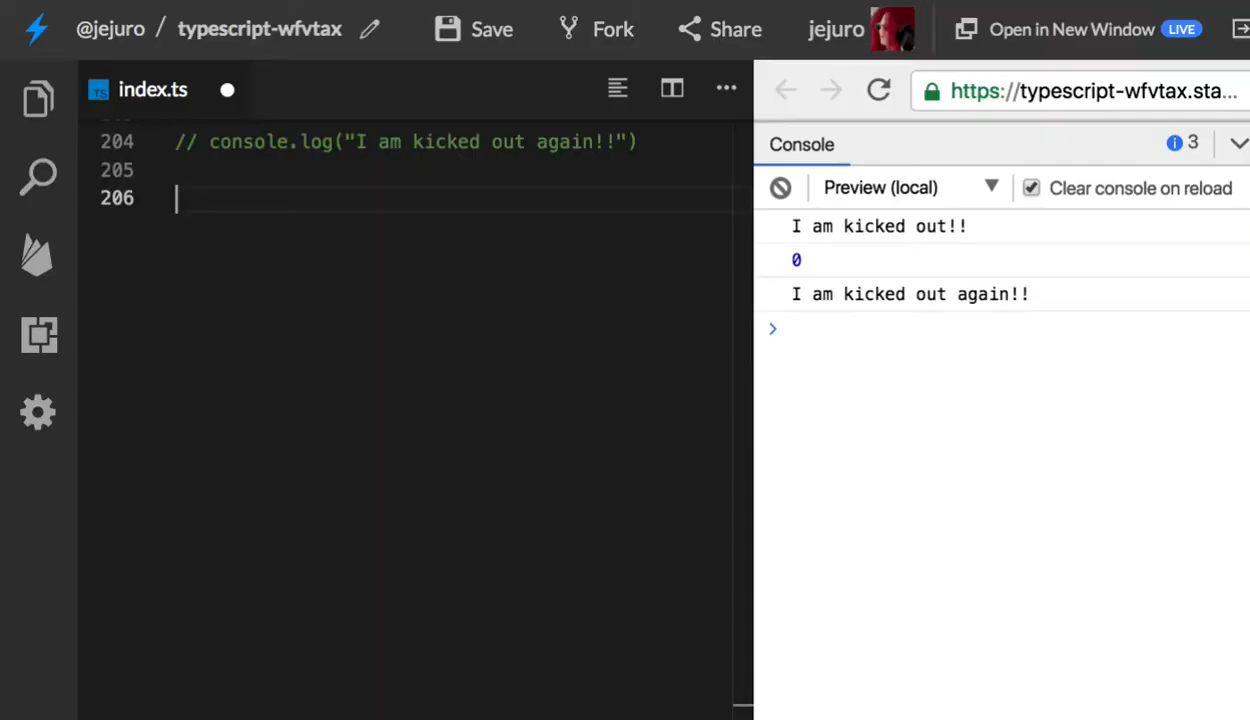 @jejuro / typescript-wfvtax Save Fork Share jejuro Open in New Window LIVE
TS index.ts
https://typescript-wfvtax.sta...
204 // console.log("I am kicked out again!!")
205
206
Console 3
Preview (local) Clear console on reload
I am kicked out!!
0
I am kicked out again!!